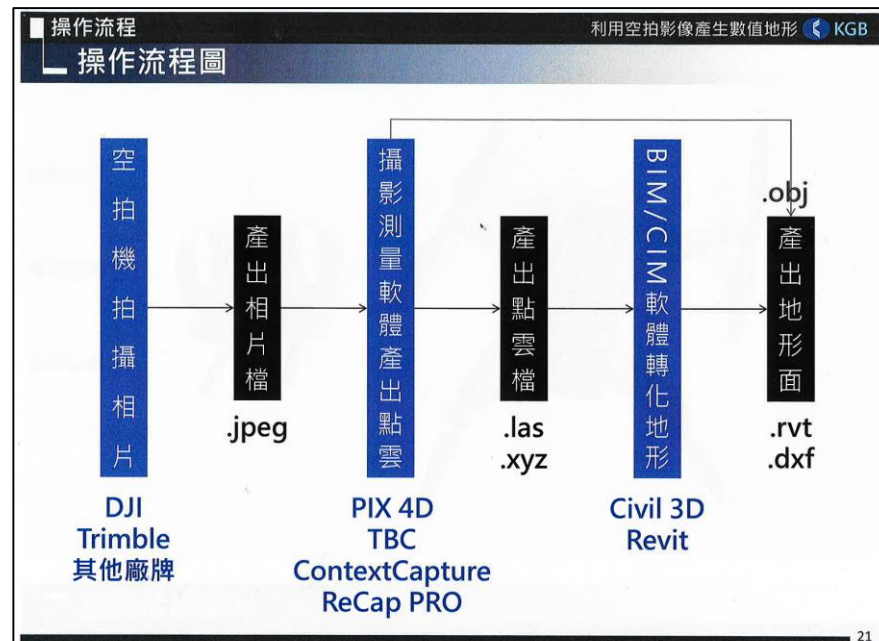 操作流程
利用空拍影像產生數值地形 KGB
操作流程圖
空拍機拍攝相片
DJI
Trimble
其他廠牌
產出相片檔
.jpeg
攝影測量軟體產出點雲
PIX 4D
TBC
ContextCapture
ReCap PRO
產出點雲檔
.las
.xyz
BIM/CIM軟體轉化地形
Civil 3D
Revit
.obj
產出地形面
.rvt
.dxf
21